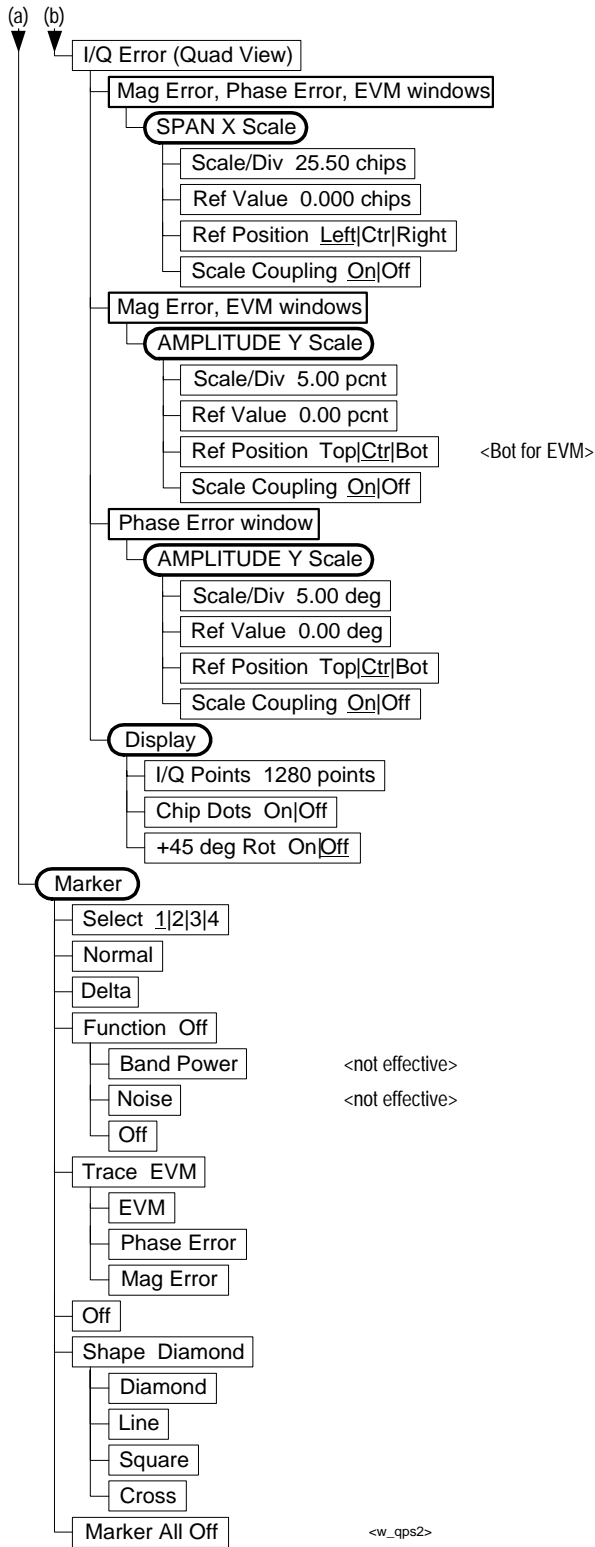 (a) (b)
I/Q Error (Quad View)
Mag Error, Phase Error, EVM windows
SPAN X Scale
Scale/Div 25.50 chips
Ref Value 0.000 chips
Ref Position Left|Ctr|Right
Scale Coupling On|Off
Mag Error, EVM windows
AMPLITUDE Y Scale
Scale/Div 5.00 pcnt
Ref Value 0.00 pcnt
Ref Position Top|Ctr|Bot <Bot for EVM>
Scale Coupling On|Off
Phase Error window
AMPLITUDE Y Scale
Scale/Div 5.00 deg
Ref Value 0.00 deg
Ref Position Top|Ctr|Bot
Scale Coupling On|Off
Display
I/Q Points 1280 points
Chip Dots On|Off
+45 deg Rot On|Off
Marker
Select 1|2|3|4
Normal
Delta
Function Off
Band Power <not effective>
Noise <not effective>
Off
Trace EVM
EVM
Phase Error
Mag Error
Off
Shape Diamond
Diamond
Line
Square
Cross
Marker All Off <w_qps2>